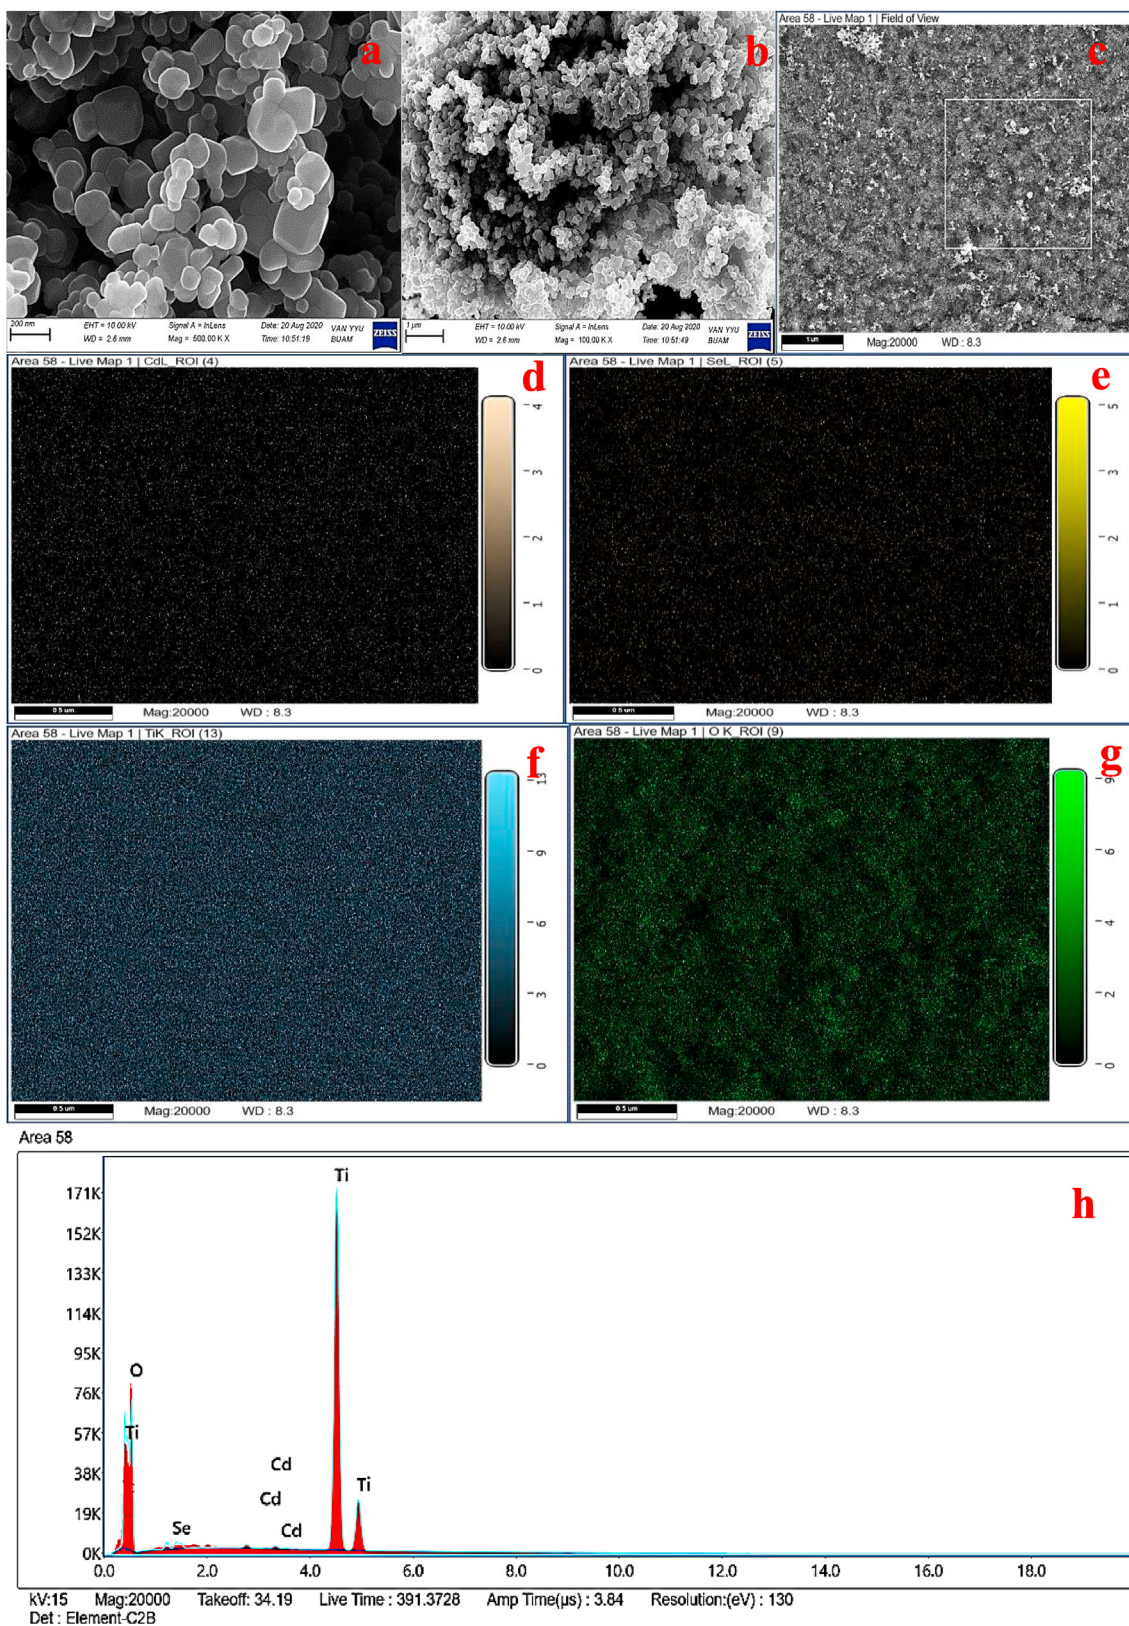 a
200 nm
EHT = 10.00 kV
WD = 2.6 mm
Signal A = InLens
Mag = 500.00 K X
Date: 20 Aug 2020
Time: 10:51:19
VAN YYU
BUAM
ZEISS
b
1 µm
EHT = 10.00 kV
WD = 2.6 mm
Signal A = InLens
Mag = 100.00 K X
Date: 20 Aug 2020
Time: 10:51:49
VAN YYU
BUAM
ZEISS
Area 58 - Live Map 1 | Field of View
c
Mag:20000 WD : 8.3
Area 58 - Live Map 1 | CdL_ROI (4)
d
4
3
2
1
0
0.5 um
Mag:20000 WD : 8.3
Area 58 - Live Map 1 | SeL_ROI (5)
e
5
3
2
1
0
0.5 um
Mag:20000 WD : 8.3
Area 58 - Live Map 1 | TiK_ROI (13)
f
13
9
6
3
0
0.5 um
Mag:20000 WD : 8.3
Area 58 - Live Map 1 | O K_ROI (9)
g
9
6
4
2
0
0.5 um
Mag:20000 WD : 8.3
Area 58
h
171K
152K
133K
114K
95K
76K
57K
38K
19K
0K
Ti
O
Ti
Cd
Cd
Ti
Se
Cd
0.0 2.0 4.0 6.0 8.0 10.0 12.0 14.0 16.0 18.0
kV:15 Mag:20000 Takeoff: 34.19 Live Time : 391.3728 Amp Time(µs) : 3.84 Resolution:(eV) : 130
Det : Element-C2B